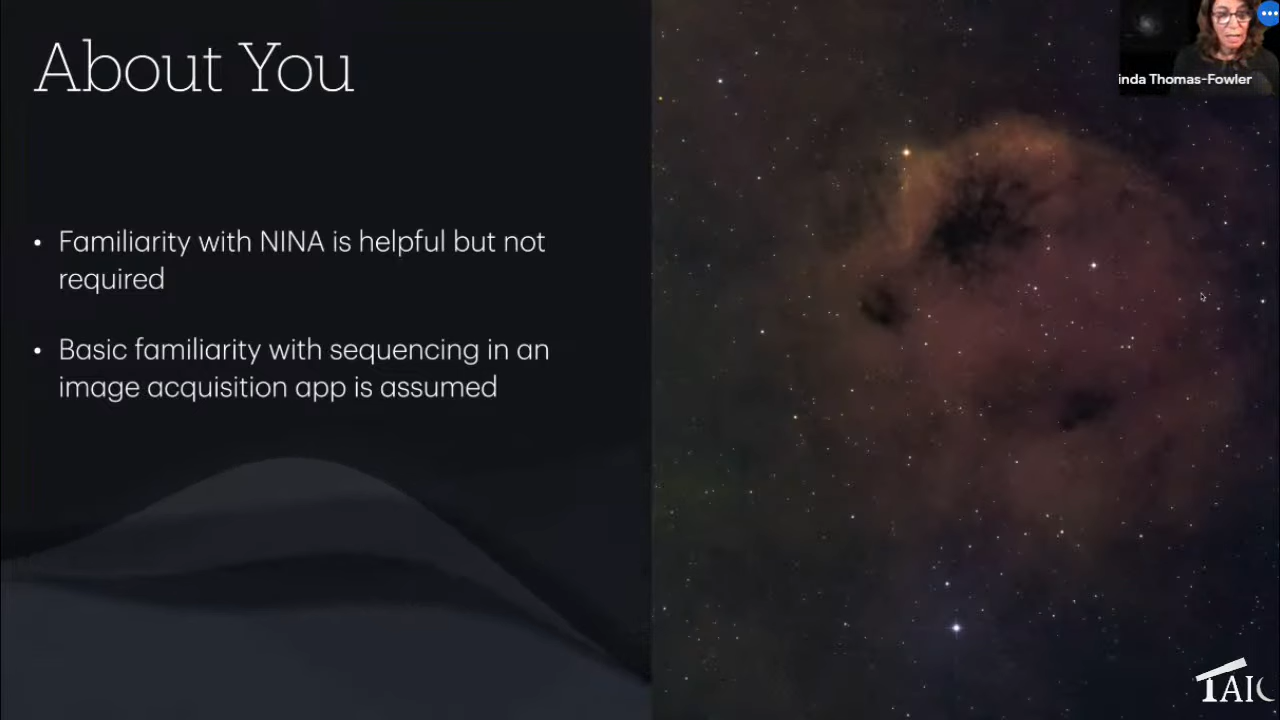 About You
inda Thomas-Fowler
• Familiarity with NINA is helpful but not
required
• Basic familiarity with sequencing in an
image acquisition app is assumed
TAIC